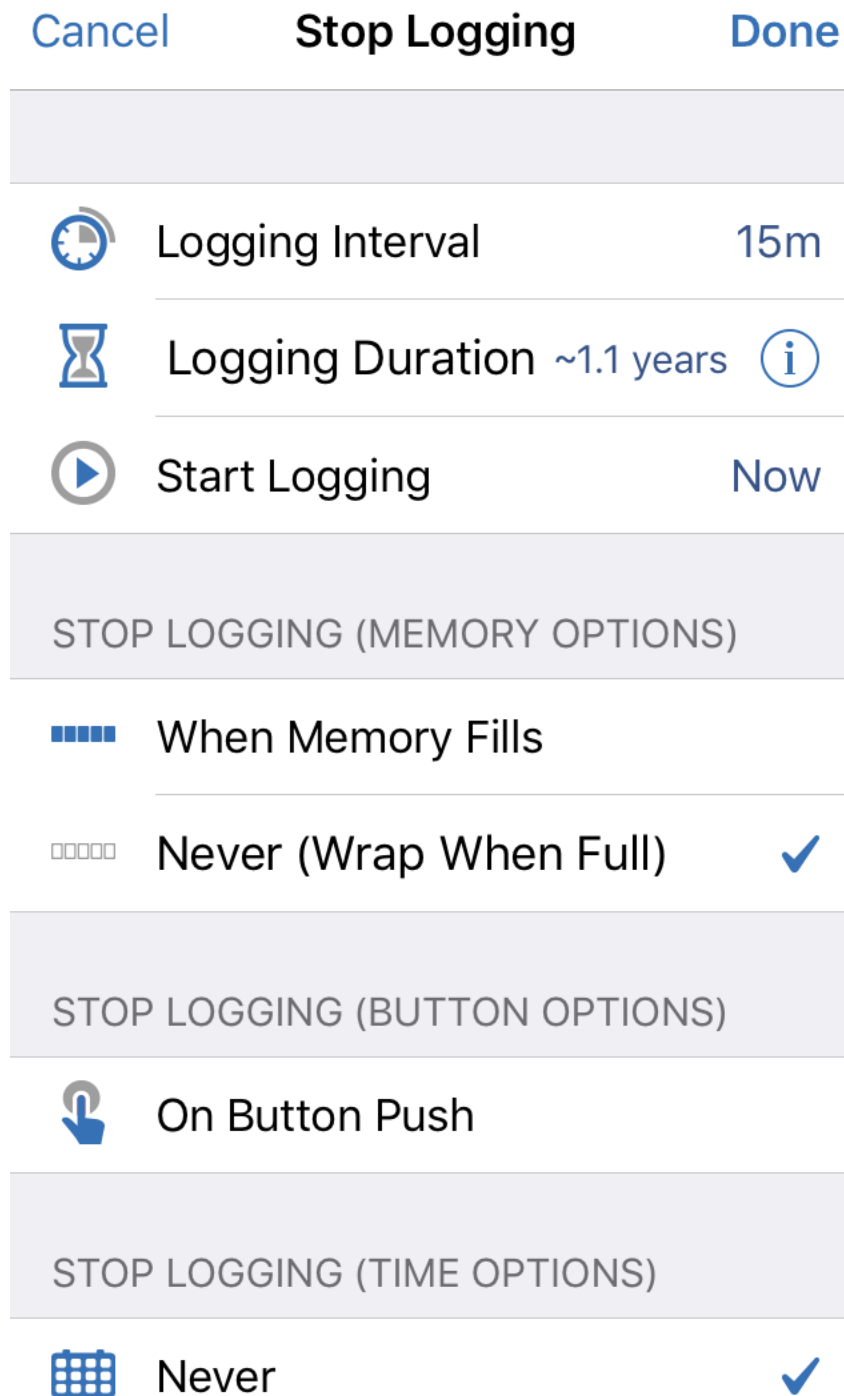 Cancel Stop Logging Done
Logging Interval 15m
Logging Duration ~1.1 years i
Start Logging Now
STOP LOGGING (MEMORY OPTIONS)
When Memory Fills
Never (Wrap When Full)
STOP LOGGING (BUTTON OPTIONS)
On Button Push
STOP LOGGING (TIME OPTIONS)
Never